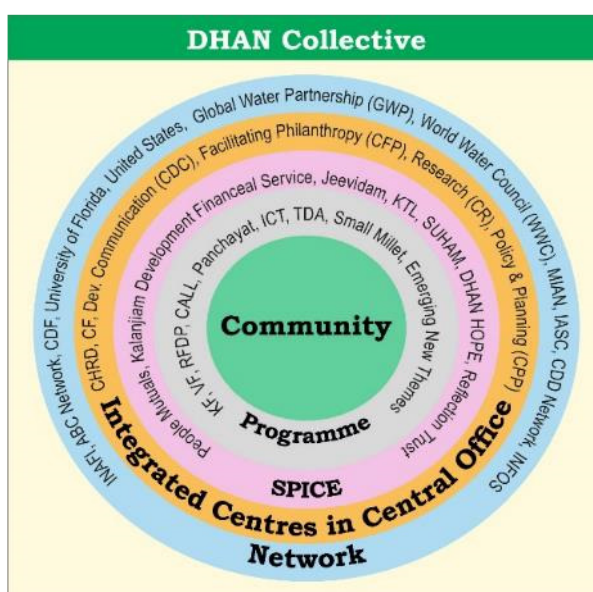 DHAN Collective
INAFI, ABC Network, CDF, University of Florida, United States, Global Water Partnership (GWP), World Water Council (WWC), MIAN, IASC, CDD Network, INFOS
CHRD, CF, Dev. Communication (CDC), Facilitating Philanthropy (CFP), Research (CR), Policy & Planning (CPP)
People Mutuals, Kalanjiam Development Financeal Service, Jeevidam, KTL, SUHAM, DHAN HOPE, Reflection Trust
KF, VF, RFDP, CALL, Panchayat, ICT, TDA, Small Millet, Emerging New Themes
Community
Programme
SPICE
Integrated Centres in Central Office
Network